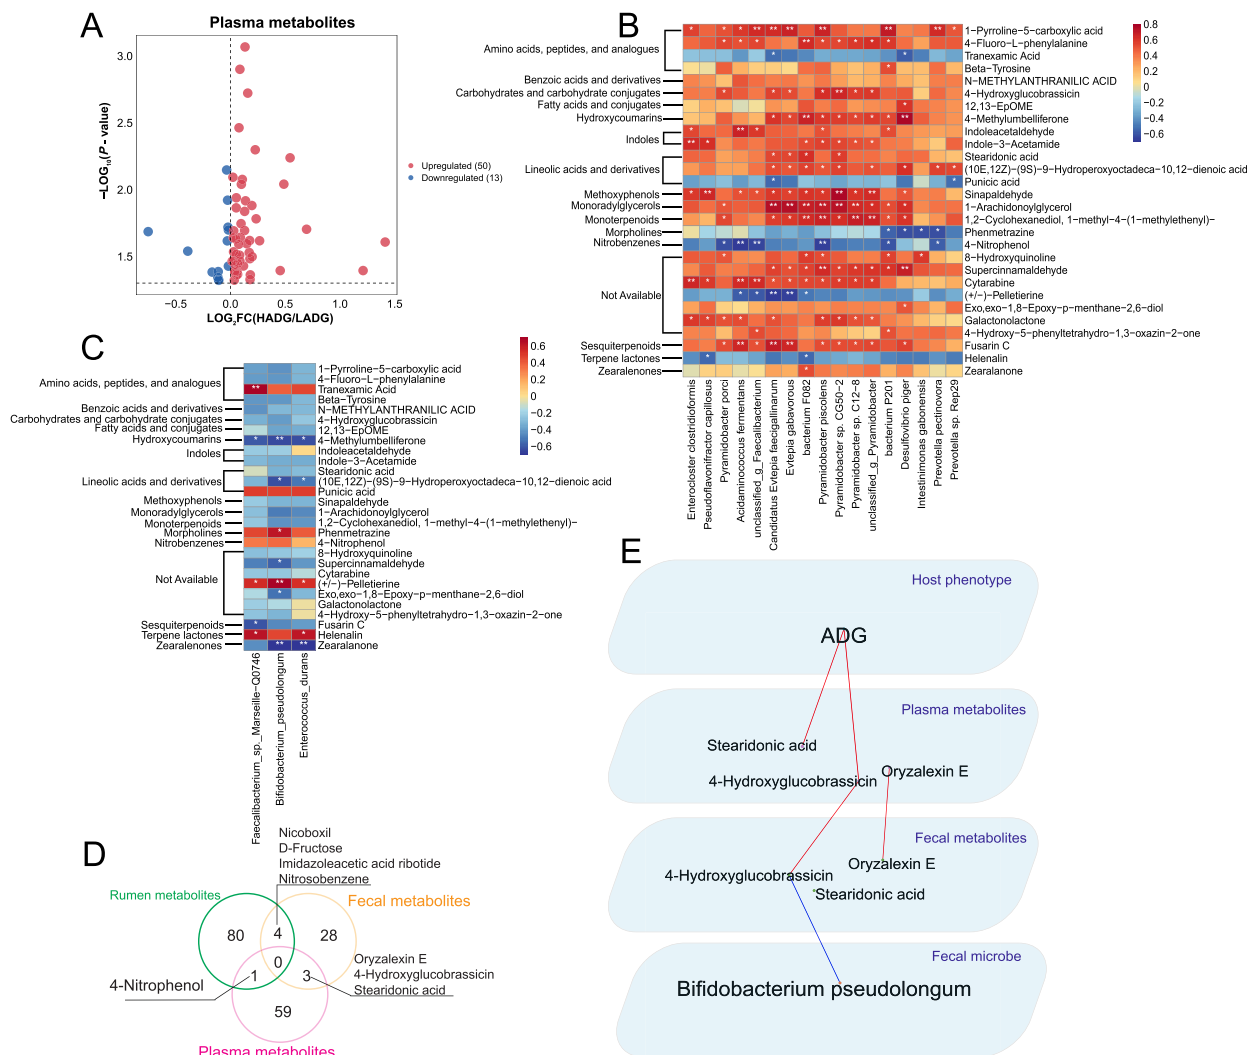 A
Plasma metabolites
3.0
2.5
2.0
1.5
−LOG10(P - value)
−0.5
0.0
0.5
1.0
1.5
LOG2FC(HADG/LADG)
Upregulated (50)
Downregulated (13)
B
Amino acids, peptides, and analogues
Benzoic acids and derivatives
Carbohydrates and carbohydrate conjugates
Fatty acids and conjugates
Hydroxycoumarins
Indoles
Lineolic acids and derivatives
Methoxyphenols
Monoradylglycerols
Monoterpenoids
Morpholines
Nitrobenzenes
Not Available
Sesquiterpenoids
Terpene lactones
Zearalenones
1−Pyrroline−5−carboxylic acid
4−Fluoro−L−phenylalanine
Tranexamic Acid
Beta−Tyrosine
N−METHYLANTHRANILIC ACID
4−Hydroxyglucobrassicin
12,13−EpOME
4−Methylumbelliferone
Indoleacetaldehyde
Indole−3−Acetamide
Stearidonic acid
(10E,12Z)−(9S)−9−Hydroperoxyoctadeca−10,12−dienoic acid
Punicic acid
Sinapaldehyde
1−Arachidonoylglycerol
1,2−Cyclohexanediol, 1−methyl−4−(1−methylethenyl)−
Phenmetrazine
4−Nitrophenol
8−Hydroxyquinoline
Supercinnamaldehyde
Cytarabine
(+/−)−Pelletierine
Exo,exo−1,8−Epoxy−p−menthane−2,6−diol
Galactonolactone
4−Hydroxy−5−phenyltetrahydro−1,3−oxazin−2−one
Fusarin C
Helenalin
Zearalanone
0.8
0.6
0.4
0.2
0
−0.2
−0.4
−0.6
Enterocloster clostridioformis
Pseudoflavonifractor capillosus
Pyramidobacter porci
Acidaminococcus fermentans
unclassified_g_Faecalibacterium
Candidatus Evtepia faecigallinarum
Evtepia gabavorous
bacterium F082
Pyramidobacter piscolens
Pyramidobacter sp. CG50−2
Pyramidobacter sp. C12−8
unclassified_g_Pyramidobacter
bacterium P201
Desulfovibrio piger
Intestinimonas gabonensis
Prevotella pectinovora
Prevotella sp. Rep29
C
Amino acids, peptides, and analogues
Benzoic acids and derivatives
Carbohydrates and carbohydrate conjugates
Fatty acids and conjugates
Hydroxycoumarins
Indoles
Lineolic acids and derivatives
Methoxyphenols
Monoradylglycerols
Monoterpenoids
Morpholines
Nitrobenzenes
Not Available
Sesquiterpenoids
Terpene lactones
Zearalenones
1−Pyrroline−5−carboxylic acid
4−Fluoro−L−phenylalanine
Tranexamic Acid
Beta−Tyrosine
N−METHYLANTHRANILIC ACID
4−Hydroxyglucobrassicin
12,13−EpOME
4−Methylumbelliferone
Indoleacetaldehyde
Indole−3−Acetamide
Stearidonic acid
(10E,12Z)−(9S)−9−Hydroperoxyoctadeca−10,12−dienoic acid
Punicic acid
Sinapaldehyde
1−Arachidonoylglycerol
1,2−Cyclohexanediol, 1−methyl−4−(1−methylethenyl)−
Phenmetrazine
4−Nitrophenol
8−Hydroxyquinoline
Supercinnamaldehyde
Cytarabine
(+/−)−Pelletierine
Exo,exo−1,8−Epoxy−p−menthane−2,6−diol
Galactonolactone
4−Hydroxy−5−phenyltetrahydro−1,3−oxazin−2−one
Fusarin C
Helenalin
Zearalanone
0.6
0.4
0.2
0
−0.2
−0.4
−0.6
Faecalibacterium_sp._Marseille−Q0746
Bifidobacterium_pseudolongum
Enterococcus_durans
D
Nicoboxil
D-Fructose
Imidazoleacetic acid ribotide
Nitrosobenzene
Rumen metabolites
Fecal metabolites
80
4
28
0
1
3
59
Oryzalexin E
4-Hydroxyglucobrassicin
Stearidonic acid
4-Nitrophenol
Plasma metabolites
E
Host phenotype
ADG
Plasma metabolites
Stearidonic acid
4-Hydroxyglucobrassicin
Oryzalexin E
Fecal metabolites
Oryzalexin E
4-Hydroxyglucobrassicin
Stearidonic acid
Fecal microbe
Bifidobacterium pseudolongum